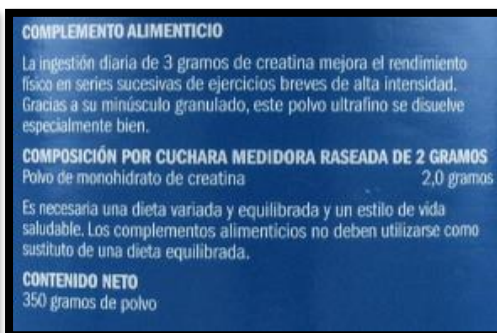 COMPLEMENTO ALIMENTICIO
La ingestión diaria de 3 gramos de creatina mejora el rendimiento
físico en series sucesivas de ejercicios breves de alta intensidad.
Gracias a su minúsculo granulado, este polvo ultrafino se disuelve
especialmente bien.
COMPOSICIÓN POR CUCHARA MEDIDORA RASEADA DE 2 GRAMOS
Polvo de monohidrato de creatina 2,0 gramos
Es necesaria una dieta variada y equilibrada y un estilo de vida
saludable. Los complementos alimenticios no deben utilizarse como
sustituto de una dieta equilibrada.
CONTENIDO NETO
350 gramos de polvo